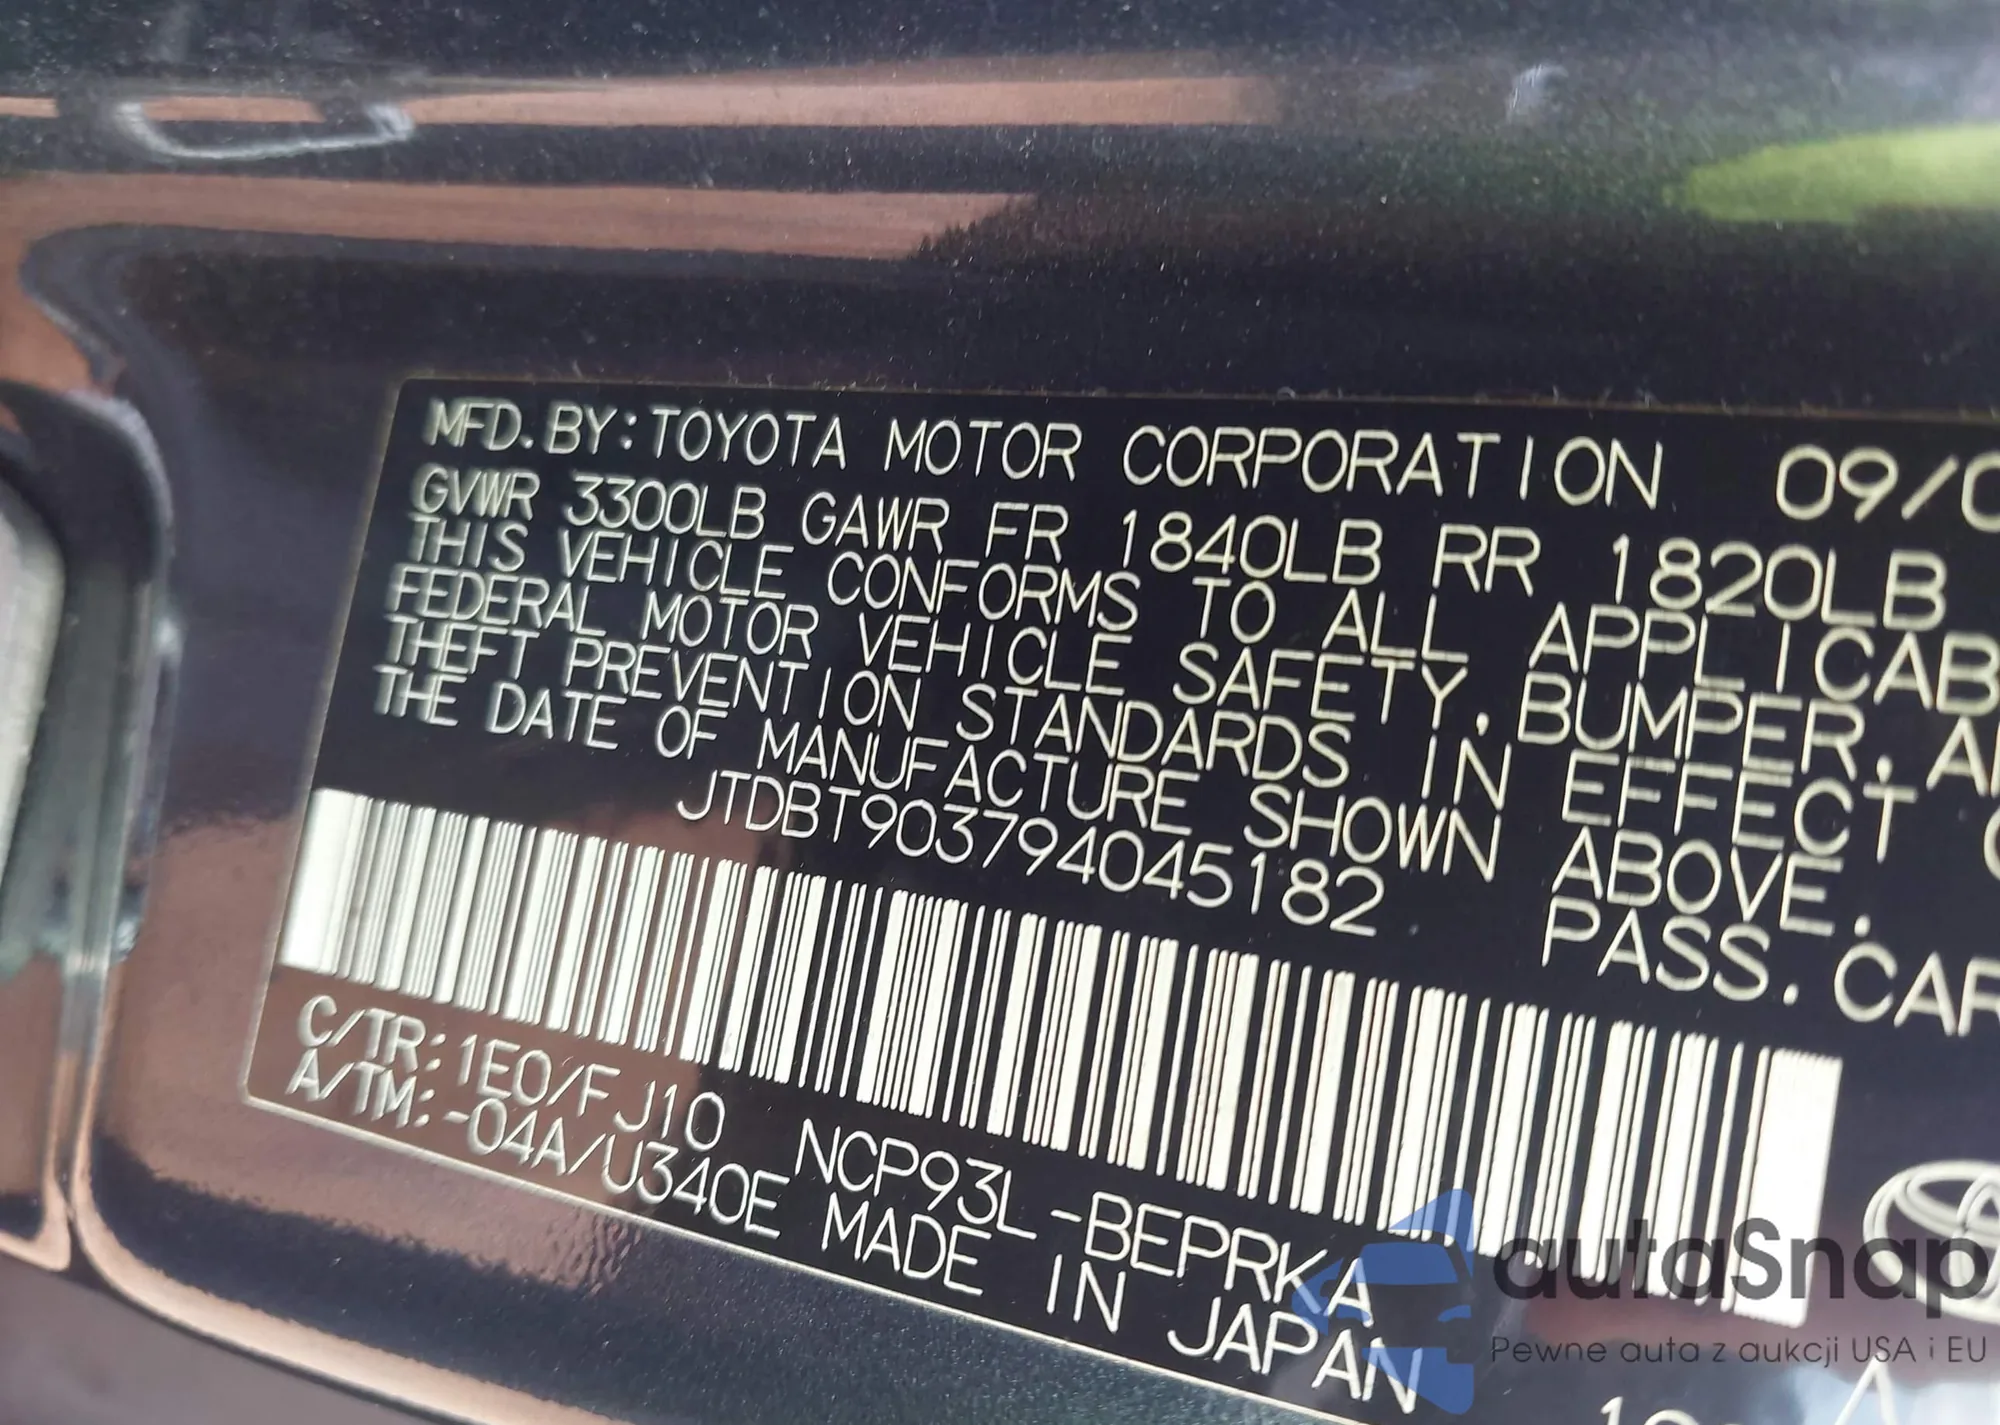 MFD. BY: TOYOTA MOTOR CORPORATION 09/0
GVWR 3300LB GAWR FR 1840LB RR 1820LB
THIS VEHICLE CONFORMS TO ALL APPLICAB
FEDERAL MOTOR VEHICLE SAFETY, BUMPER, AN
THEFT PREVENTION STANDARDS IN EFFECT O
THE DATE OF MANUFACTURE SHOWN ABOVE.
JTDBT903794045182 PASS. CAR
C/TR: 1E0/FJ10 NCP93L-BEPRKA
A/TM: -04A/U340E MADE IN JAPAN
autaSnap
Pewne auta z aukcji USA i EU